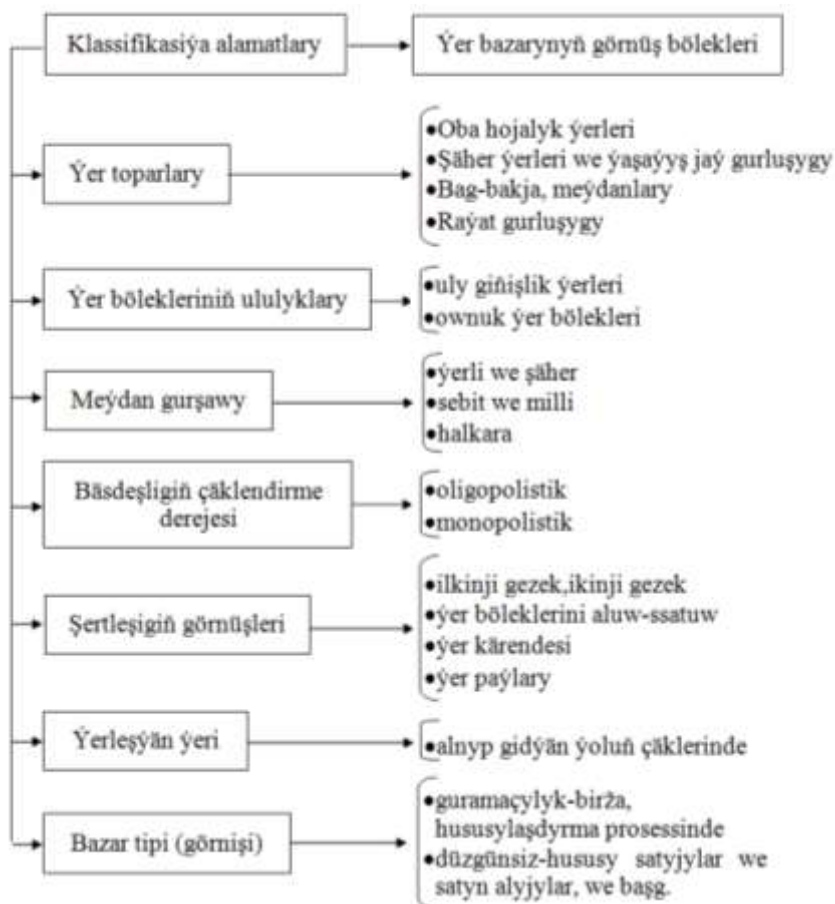 Klassifikasiýa alamatlary
Ýer bazarynyň görnüş bölekleri
Ýer toparlary
•Oba hojalyk ýerleri
•Şäher ýerleri we ýaşaýyş jaý gurluşygy
•Bag-bakja, meýdanlary
•Raýat gurluşygy
Ýer bölekleriniň ululyklary
•uly giňişlik ýerleri
•ownuk ýer bölekleri
Meýdan gurşawy
•ýerli we şäher
•sebit we milli
•halkara
Bäsdeşligiň çäklendirme
derejesi
•oligopolistik
•monopolistik
Şertleşigiň görnüşleri
•ilkinji gezek,ikinji gezek
•ýer böleklerini aluw-ssatuw
•ýer kärendesi
•ýer paýlary
Ýerleşýän ýeri
•alnyp gidýän ýoluň çäklerinde
Bazar tipi (görnişi)
•guramaçylyk-birža,
hususylaşdyrma prosessinde
•düzgünsiz-hususy satyjylar we
satyn alyjylar, we başg.